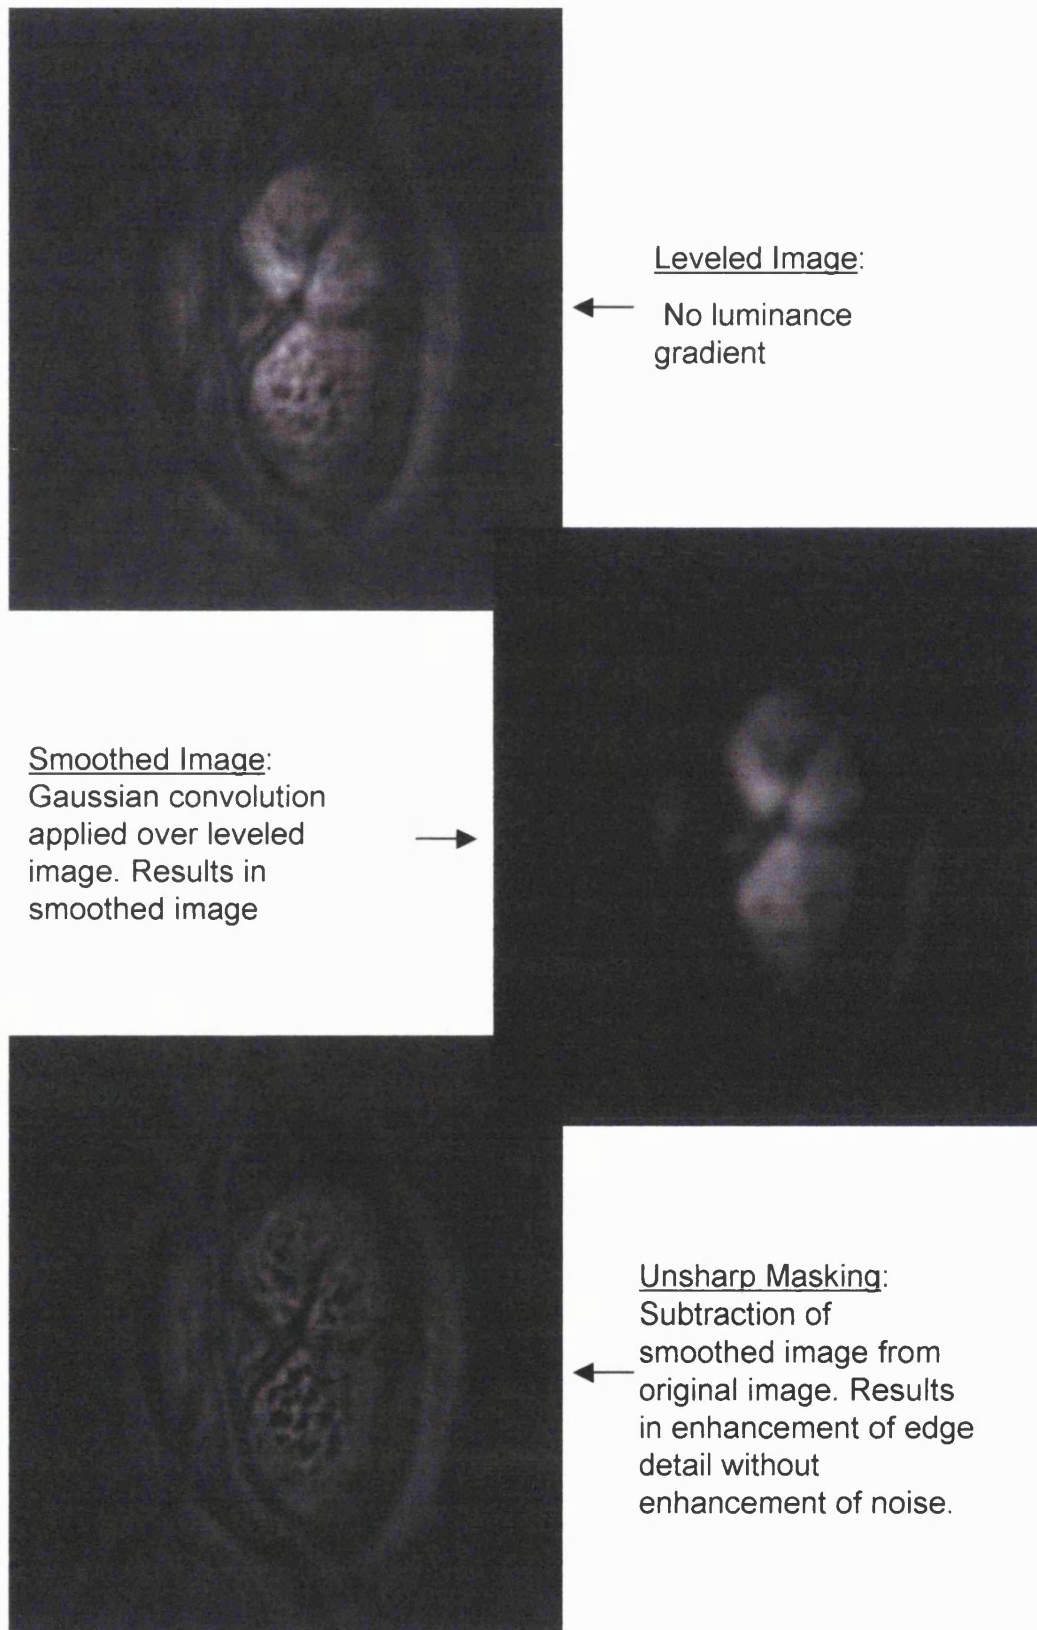 Leveled Image:
No luminance
gradient
Smoothed Image:
Gaussian convolution
applied over leveled
image. Results in
smoothed image
Unsharp Masking:
Subtraction of
smoothed image from
original image. Results
in enhancement of edge
detail without
enhancement of noise.